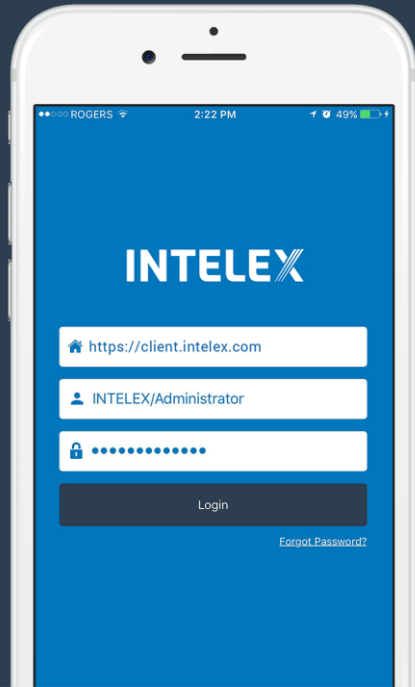 ROGERS 2:22 PM 49%
INTELEX
https://client.intelex.com
INTELEX/Administrator
●●●●●●●●●●●●●
Login
Forgot Password?